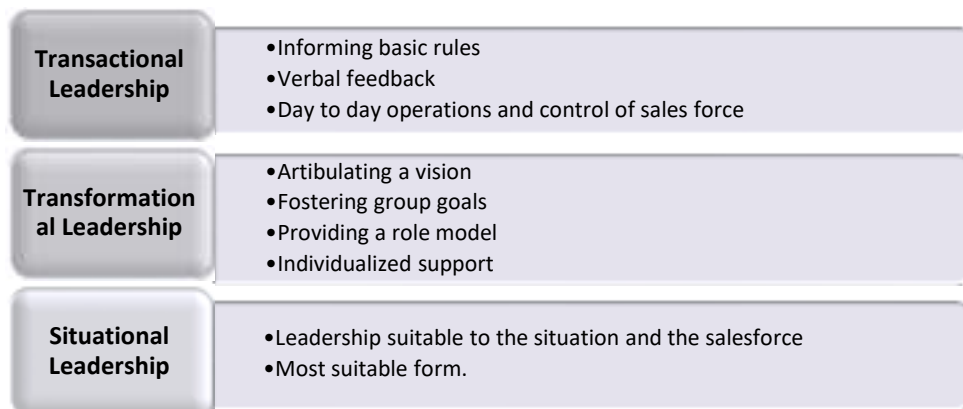 Transactional
Leadership
•Informing basic rules
•Verbal feedback
•Day to day operations and control of sales force
Transformation
al Leadership
•Artibulating a vision
•Fostering group goals
•Providing a role model
•Individualized support
Situational
Leadership
•Leadership suitable to the situation and the salesforce
•Most suitable form.